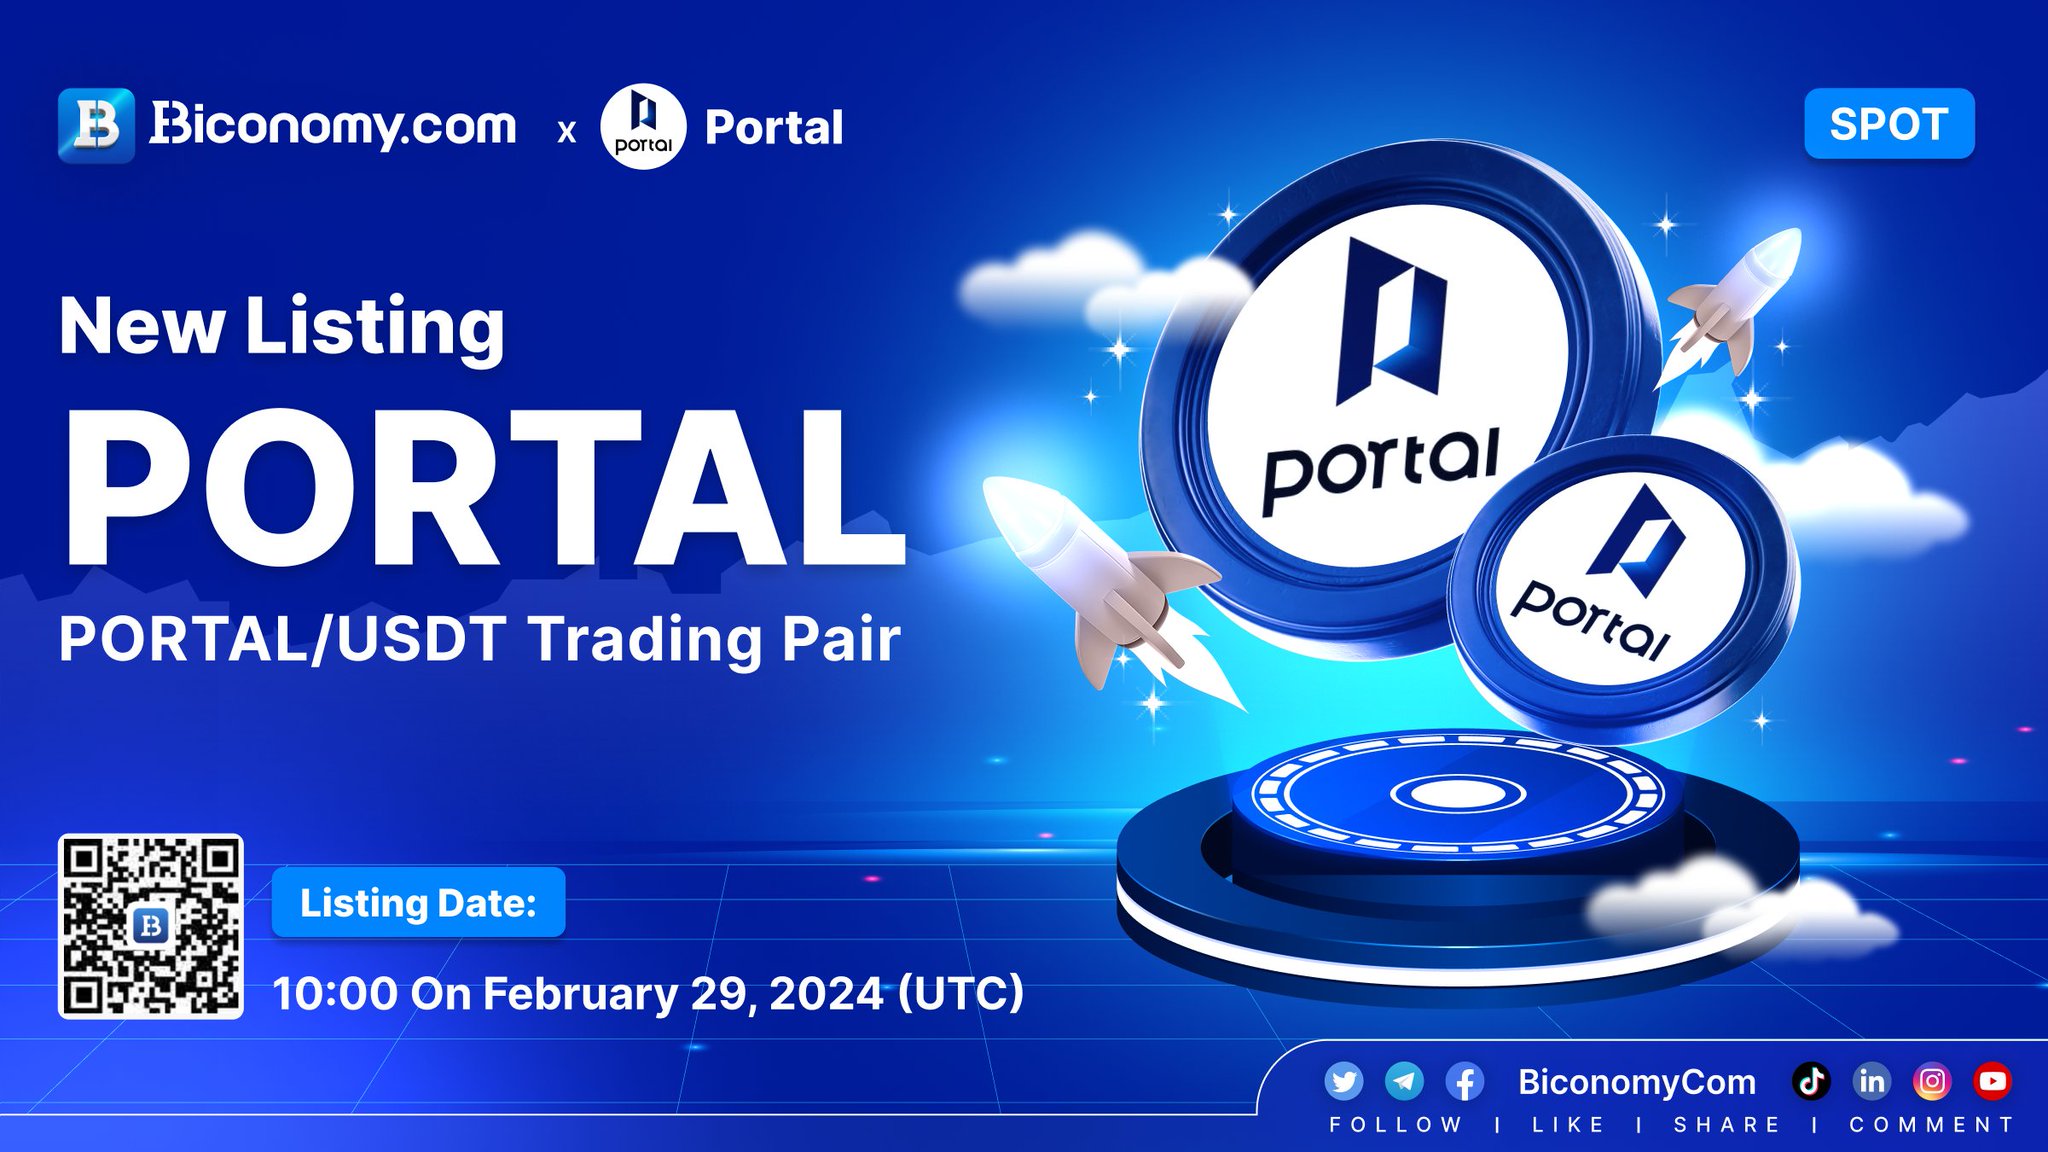 Biconomy.com x portal Portal
SPOT
New Listing
PORTAL
PORTAL/USDT Trading Pair
portal
portal
Listing Date:
10:00 On February 29, 2024 (UTC)
BiconomyCom
FOLLOW | LIKE | SHARE | COMMENT